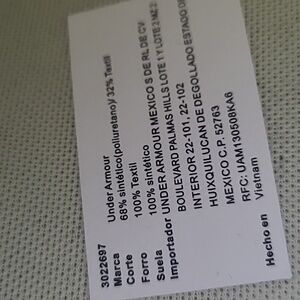 3022697
Marca Under Armour
Corte 68% sintético(poliuretano)/ 32% Textil
Forro 100% Textil
Suela 100% sintético
Importador UNDER ARMOUR MEXICO S DE RL DE CV
BOULEVARD PALMAS HILLS LOTE 1 Y LOTE 2 MZ 2
INTERIOR 22-101, 22-102
HUIXQUILUCAN DE DEGOLLADO ESTADO DE
MEXICO C.P. 52763
RFC: UAM130508KA6
Hecho en Vietnam